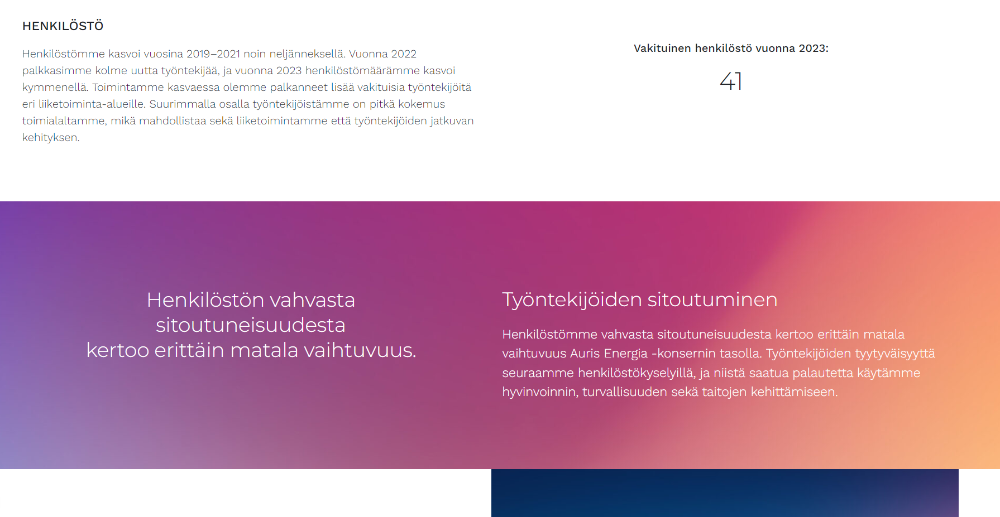 HENKILÖSTÖ
Henkilöstömme kasvoi vuosina 2019–2021 noin neljänneksellä. Vuonna 2022
palkkasimme kolme uutta työntekijää, ja vuonna 2023 henkilöstömäärämme kasvoi
kymmenellä. Toimintamme kasvaessa olemme palkanneet lisää vakituisia työntekijöitä
eri liiketoiminta-alueille. Suurimmalla osalla työntekijöistämme on pitkä kokemus
toimialaltamme, mikä mahdollistaa sekä liiketoimintamme että työntekijöiden jatkuvan
kehityksen.
Vakituinen henkilöstö vuonna 2023:
41
Henkilöstön vahvasta
sitoutuneisuudesta
kertoo erittäin matala vaihtuvuus.
Työntekijöiden sitoutuminen
Henkilöstömme vahvasta sitoutuneisuudesta kertoo erittäin matala
vaihtuvuus Auris Energia -konsernin tasolla. Työntekijöiden tyytyväisyyttä
seuraamme henkilöstökyselyillä, ja niistä saatua palautetta käytämme
hyvinvoinnin, turvallisuuden sekä taitojen kehittämiseen.